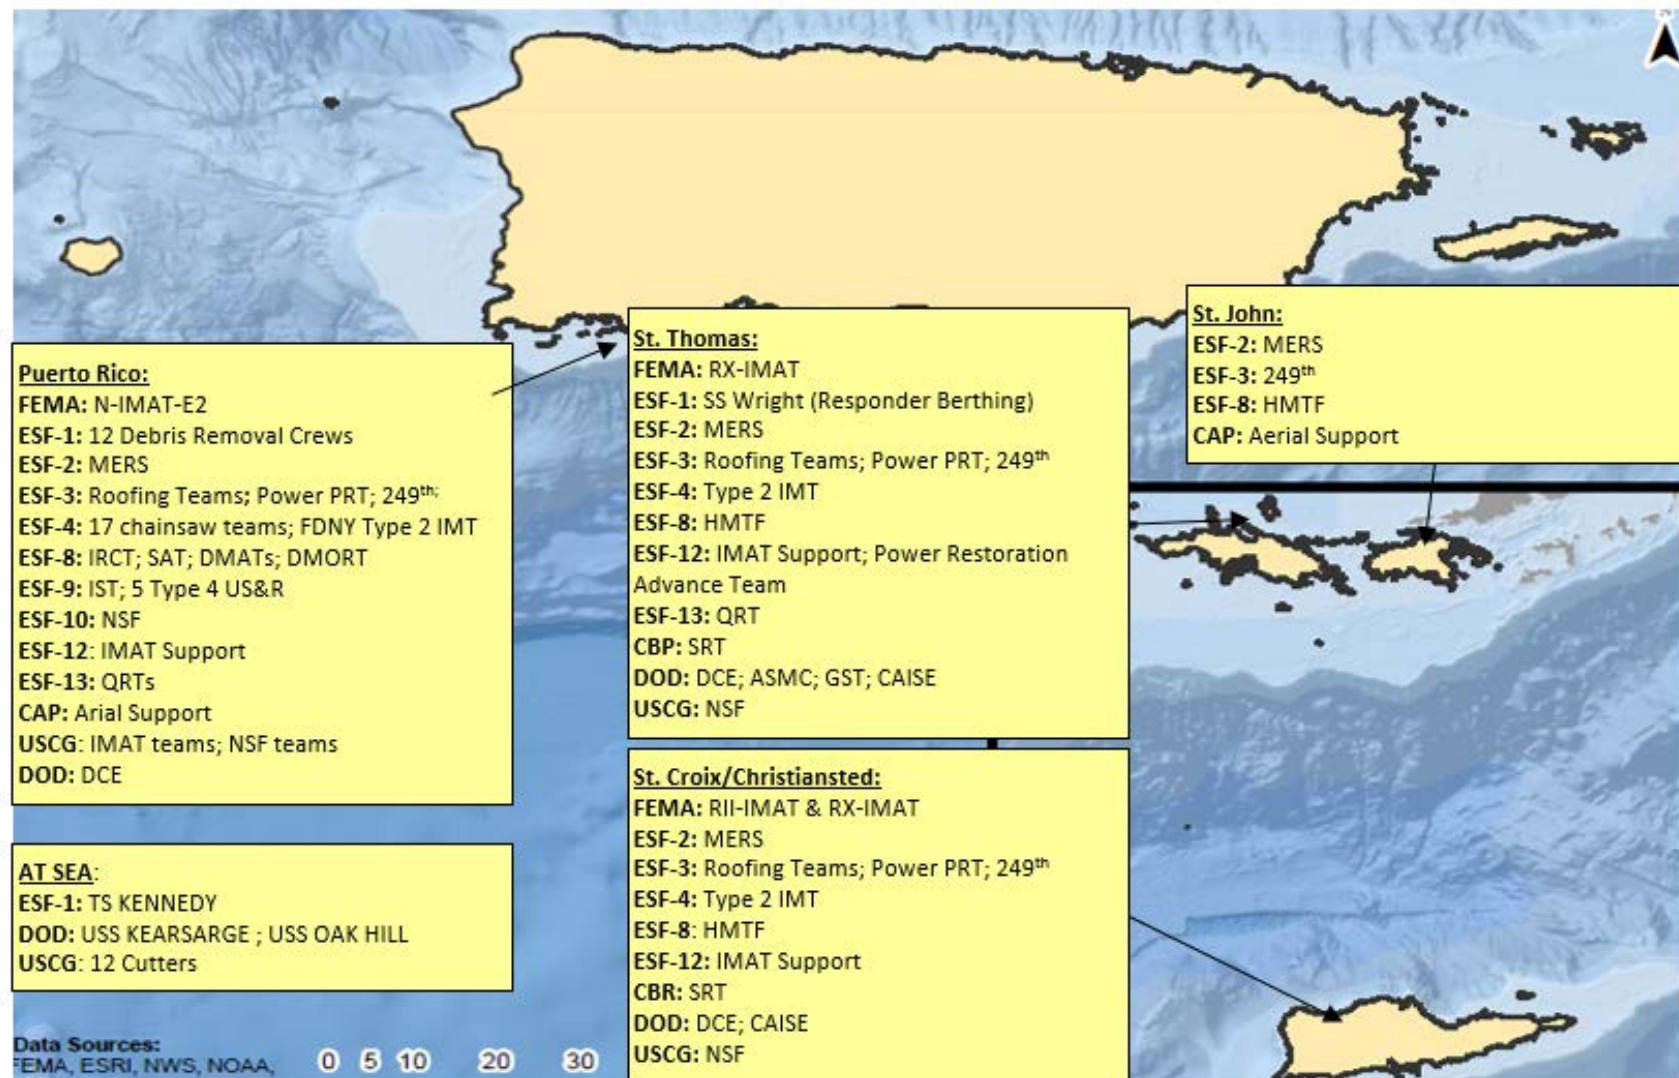 Puerto Rico:
FEMA: N-IMAT-E2
ESF-1: 12 Debris Removal Crews
ESF-2: MERS
ESF-3: Roofing Teams; Power PRT; 249th;
ESF-4: 17 chainsaw teams; FDNY Type 2 IMT
ESF-8: IRCT; SAT; DMATs; DMORT
ESF-9: IST; 5 Type 4 US&R
ESF-10: NSF
ESF-12: IMAT Support
ESF-13: QRTs
CAP: Arial Support
USCG: IMAT teams; NSF teams
DOD: DCE
AT SEA:
ESF-1: TS KENNEDY
DOD: USS KEARSARGE ; USS OAK HILL
USCG: 12 Cutters
St. Thomas:
FEMA: RX-IMAT
ESF-1: SS Wright (Responder Berthing)
ESF-2: MERS
ESF-3: Roofing Teams; Power PRT; 249th
ESF-4: Type 2 IMT
ESF-8: HMTF
ESF-12: IMAT Support; Power Restoration
Advance Team
ESF-13: QRT
CBP: SRT
DOD: DCE; ASMC; GST; CAISE
USCG: NSF
St. Croix/Christiansted:
FEMA: RII-IMAT & RX-IMAT
ESF-2: MERS
ESF-3: Roofing Teams; Power PRT; 249th
ESF-4: Type 2 IMT
ESF-8: HMTF
ESF-12: IMAT Support
CBR: SRT
DOD: DCE; CAISE
USCG: NSF
St. John:
ESF-2: MERS
ESF-3: 249th
ESF-8: HMTF
CAP: Aerial Support
Data Sources:
FEMA, ESRI, NWS, NOAA,
0 5 10 20 30